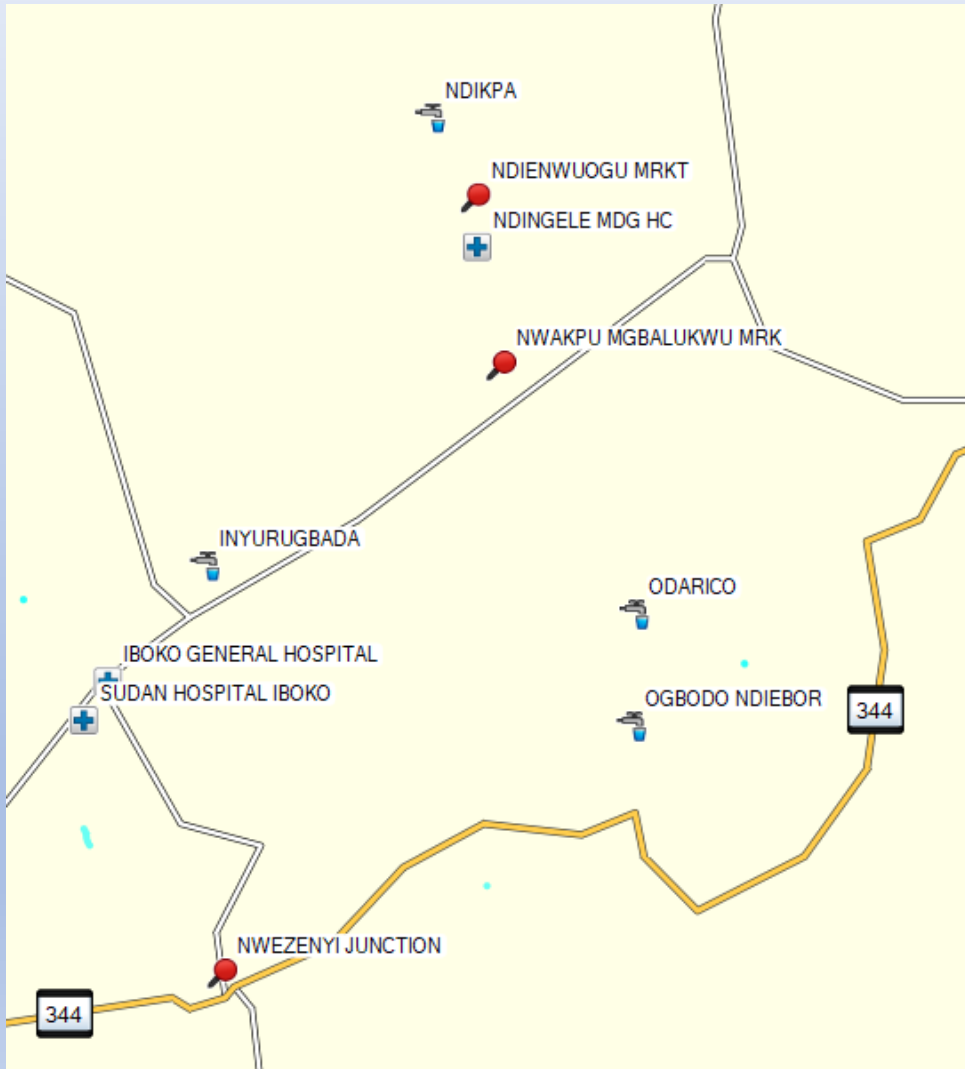 NDIKPA
NDIENWUOGU MRKT
NDINGELE MDG HC
NWAKPU MGBALUKWU MRK
INYURUGBADA
ODARICO
IBOKO GENERAL HOSPITAL
SUDAN HOSPITAL IBOKO
OGBODO NDIEBOR
344
NWEZENYI JUNCTION
344